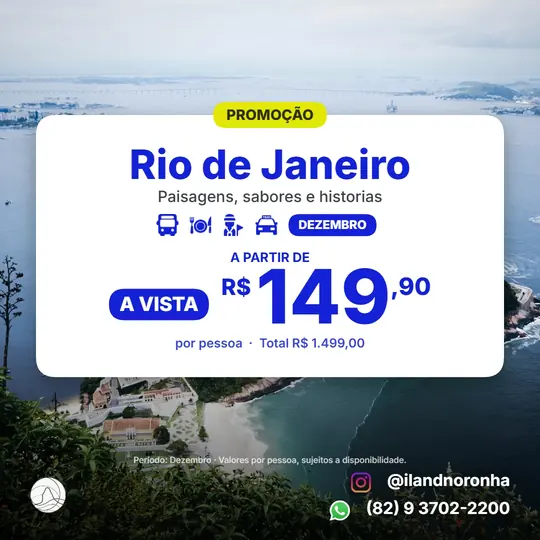 PROMOÇÃO
Rio de Janeiro
Paisagens, sabores e historias
DEZEMBRO
A PARTIR DE
A VISTA
R$ 149,90
por pessoa · Total R$ 1.499,00
Período: Dezembro · Valores por pessoa, sujeitos a disponibilidade.
@ilandnoronha
(82) 9 3702-2200